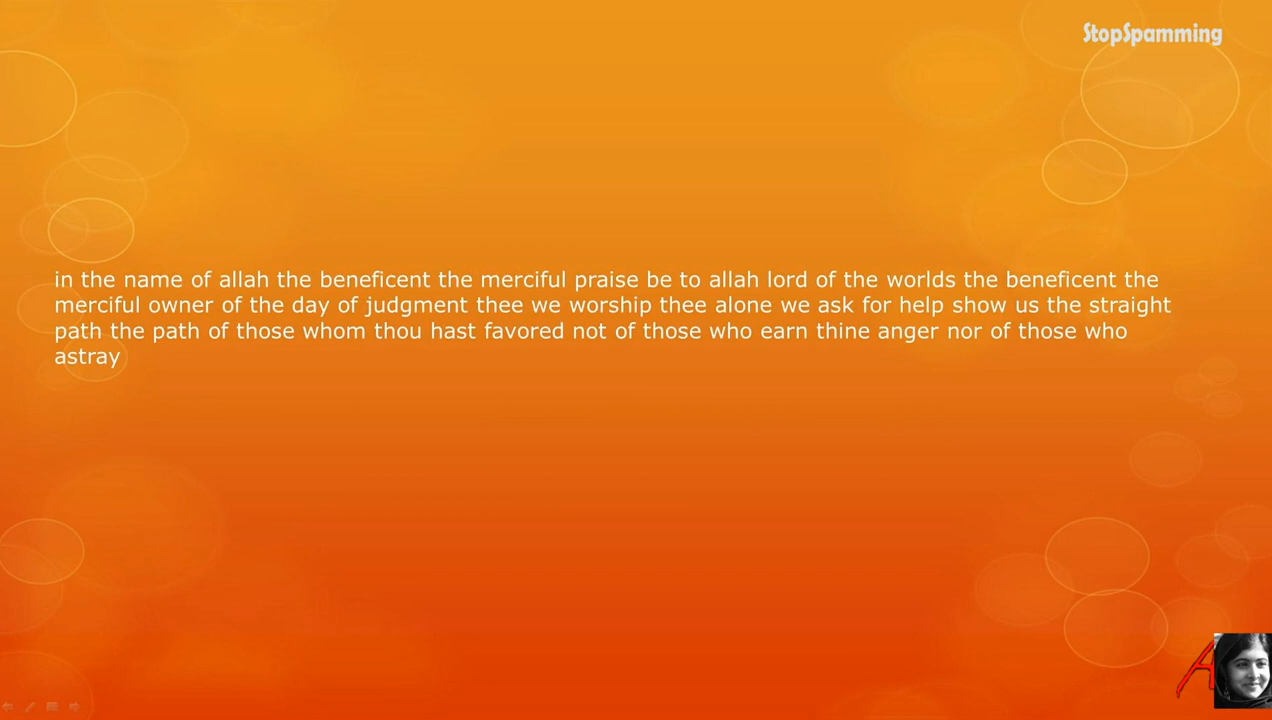 StopSpamming
in the name of allah the beneficent the merciful praise be to allah lord of the worlds the beneficent the
merciful owner of the day of judgment thee we worship thee alone we ask for help show us the straight
path the path of those whom thou hast favored not of those who earn thine anger nor of those who
astray
A